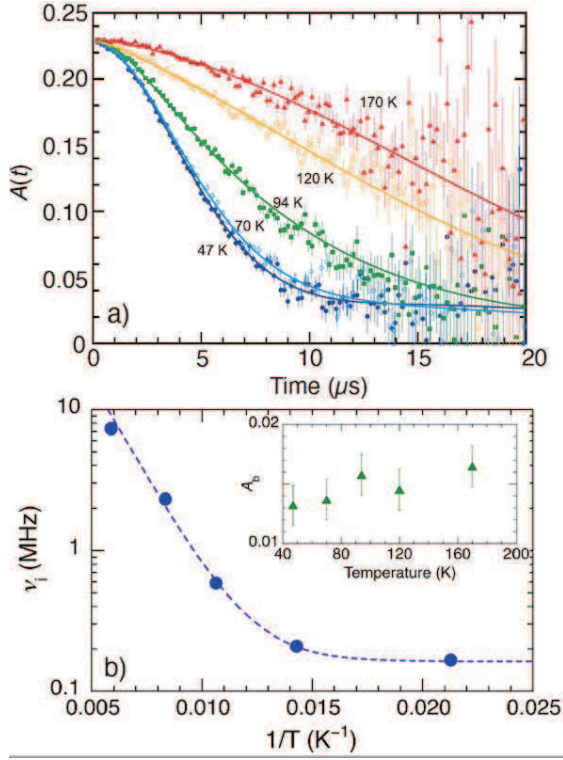 0.25
0.20
0.15
0.10
0.05
0
A(t)
170 K
120 K
94 K
70 K
47 K
a)
0 5 10 15 20
Time (μs)
10
1
0.1
ν_i (MHz)
0.02
0.01
A_b
40 80 120 160 200
Temperature (K)
b)
0.005 0.010 0.015 0.020 0.025
1/T (K⁻¹)